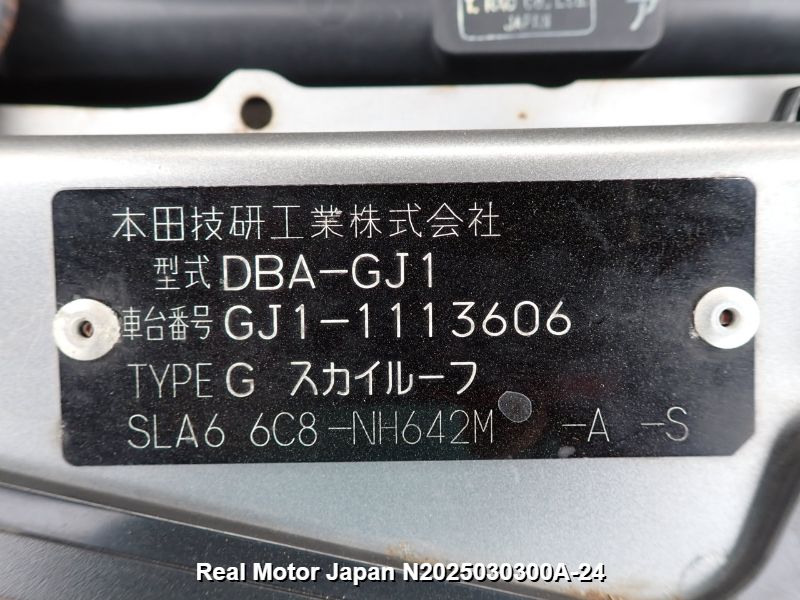 JAPAN
本田技研工業株式会社
型式 DBA-GJ1
車台番号 GJ1-1113606
TYPE G スカイルーフ
SLA6 6C8-NH642M -A -S
Real Motor Japan N2025030300A-24